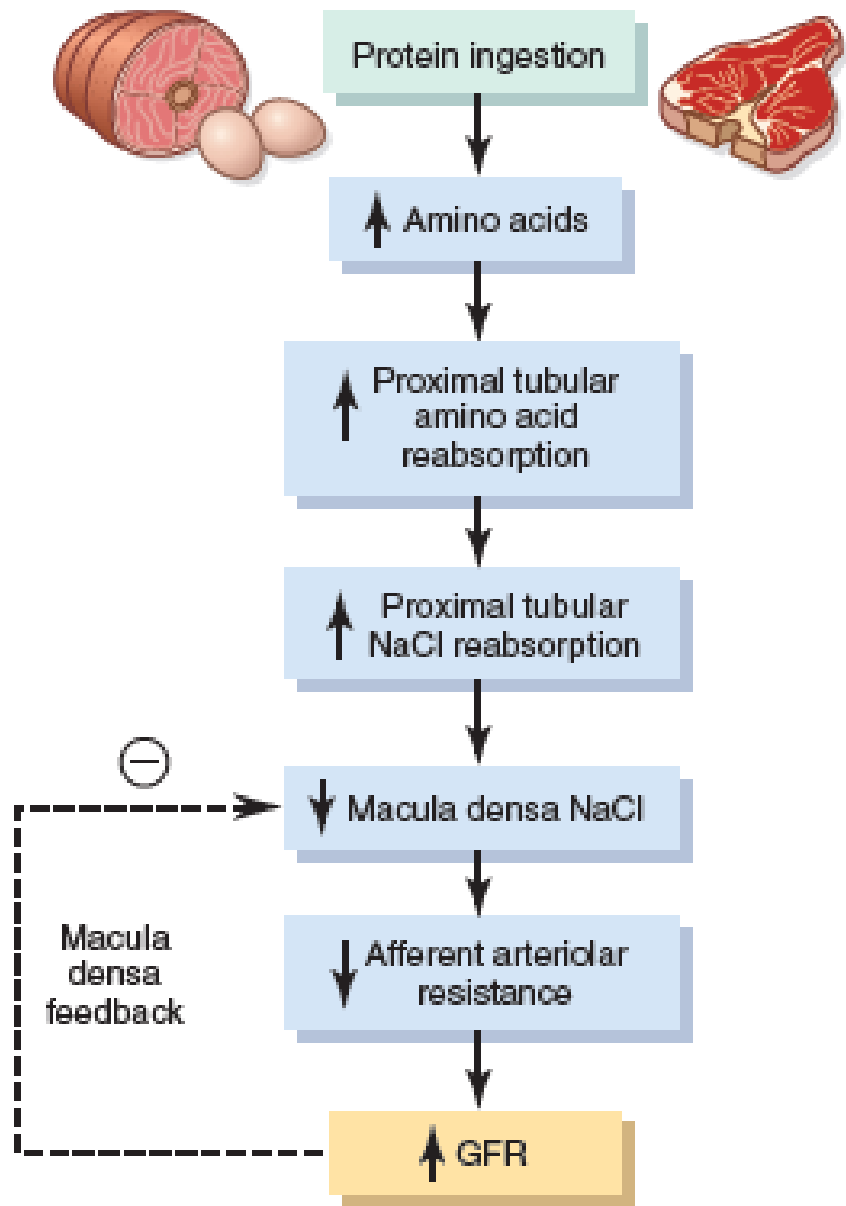 Protein ingestion
↑ Amino acids
↑ Proximal tubular
amino acid
reabsorption
↑ Proximal tubular
NaCl reabsorption
−
↓ Macula densa NaCl
Macula
densa
feedback
↓ Afferent arteriolar
resistance
↑ GFR